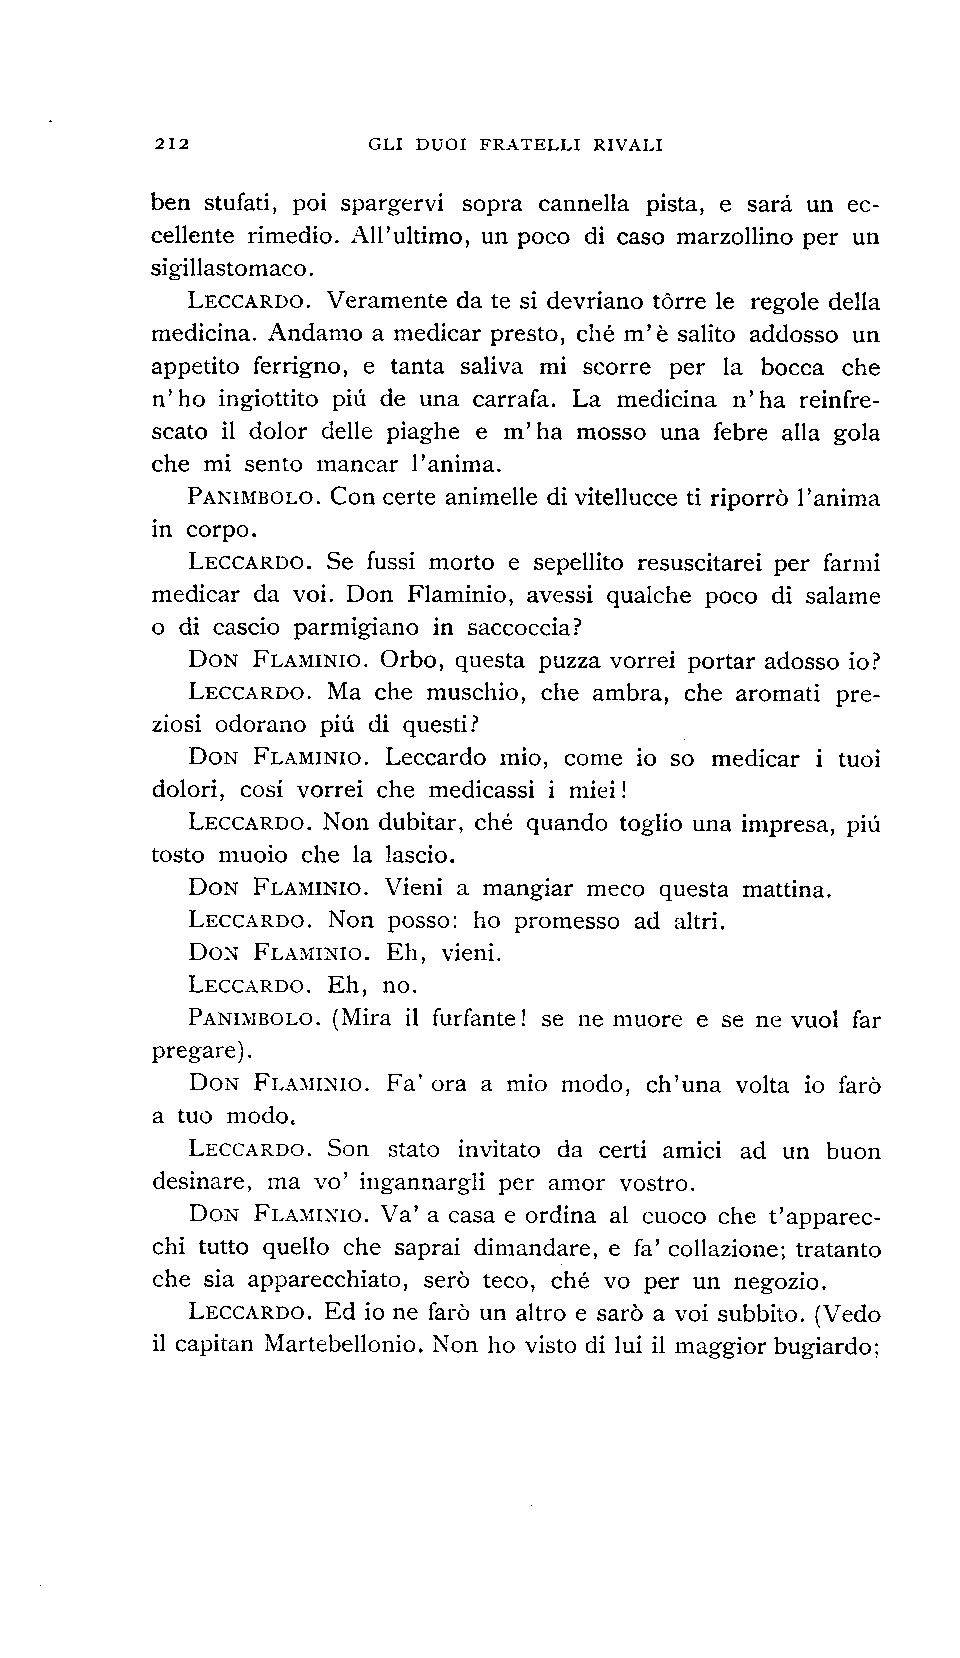 212 GLI DUOI FRATELLI RIVALI
ben stufati, poi spargervi sopra cannella pista, e sará un ec-
cellente rimedio. All'ultimo, un poco di caso marzollino per un
sigillastomaco.
LECCARDO. Veramente da te si devriano tôrre le regole della
medicina. Andamo a medicar presto, ché m'è salito addosso un
appetito ferrigno, e tanta saliva mi scorre per la bocca che
n'ho ingiottito piú de una carrafa. La medicina n'ha reinfre-
scato il dolor delle piaghe e m'ha mosso una febre alla gola
che mi sento mancar l'anima.
PANIMBOLO. Con certe animelle di vitellucce ti riporrò l'anima
in corpo.
LECCARDO. Se fussi morto e sepellito resuscitarei per farmi
medicar da voi. Don Flaminio, avessi qualche poco di salame
o di cascio parmigiano in saccoccia?
DON FLAMINIO. Orbo, questa puzza vorrei portar adosso io?
LECCARDO. Ma che muschio, che ambra, che aromati pre-
ziosi odorano piú di questi?
DON FLAMINIO. Leccardo mio, come io so medicar i tuoi
dolori, cosí vorrei che medicassi i miei!
LECCARDO. Non dubitar, ché quando toglio una impresa, piú
tosto muoio che la lascio.
DON FLAMINIO. Vieni a mangiar meco questa mattina.
LECCARDO. Non posso: ho promesso ad altri.
DON FLAMINIO. Eh, vieni.
LECCARDO. Eh, no.
PANIMBOLO. (Mira il furfante! se ne muore e se ne vuol far
pregare).
DON FLAMINIO. Fa' ora a mio modo, ch'una volta io farò
a tuo modo.
LECCARDO. Son stato invitato da certi amici ad un buon
desinare, ma vo' ingannargli per amor vostro.
DON FLAMINIO. Va' a casa e ordina al cuoco che t'apparec-
chi tutto quello che saprai dimandare, e fa' collazione; tratanto
che sia apparecchiato, serò teco, ché vo per un negozio.
LECCARDO. Ed io ne farò un altro e sarò a voi subbito. (Vedo
il capitan Martebellonio. Non ho visto di lui il maggior bugiardo;